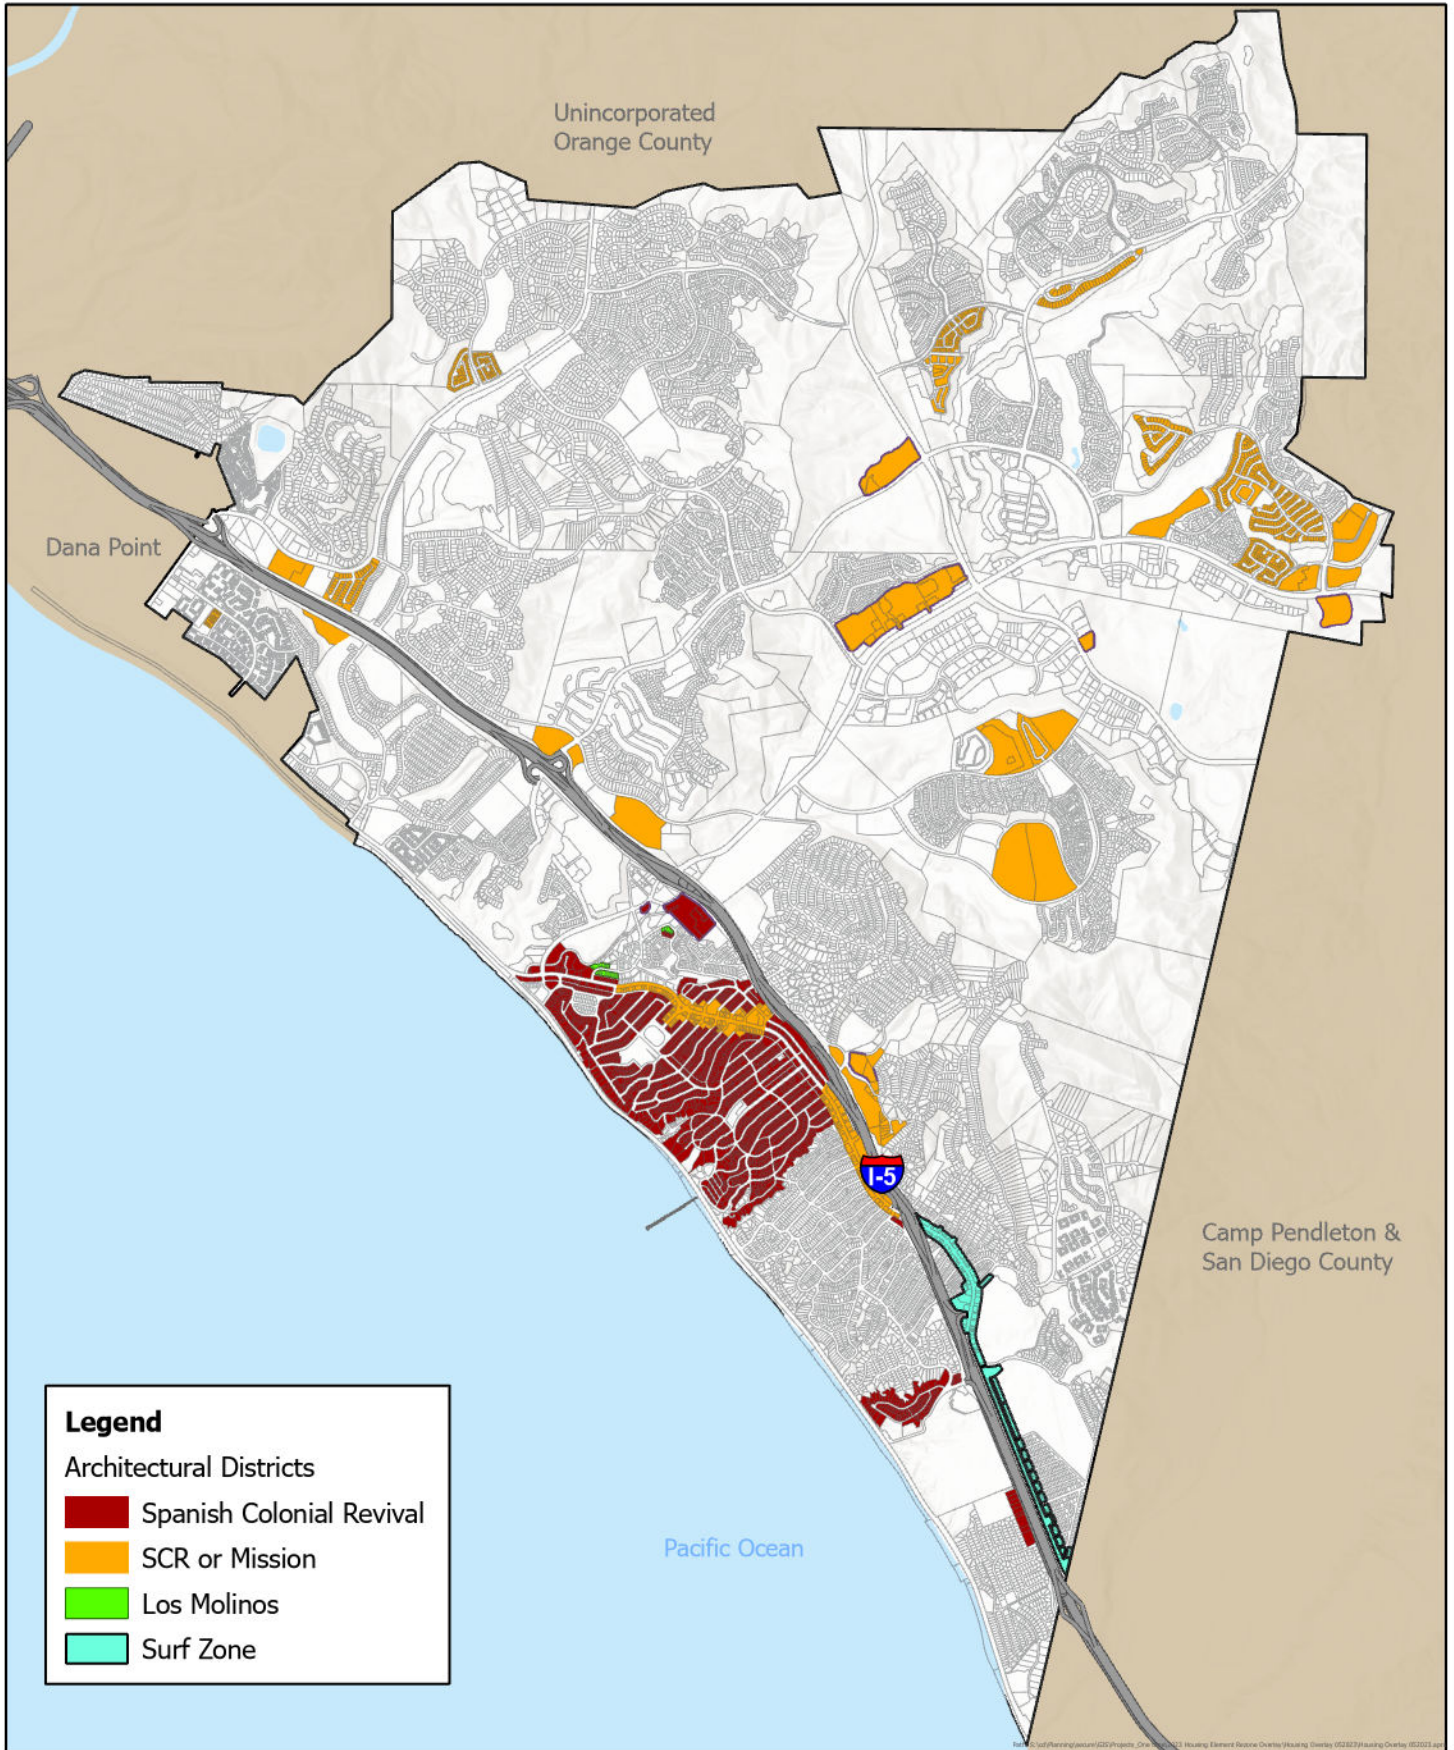 Unincorporated
Orange County
Dana Point
I-5
Camp Pendleton &
San Diego County
Pacific Ocean
Legend
Architectural Districts
Spanish Colonial Revival
SCR or Mission
Los Molinos
Surf Zone